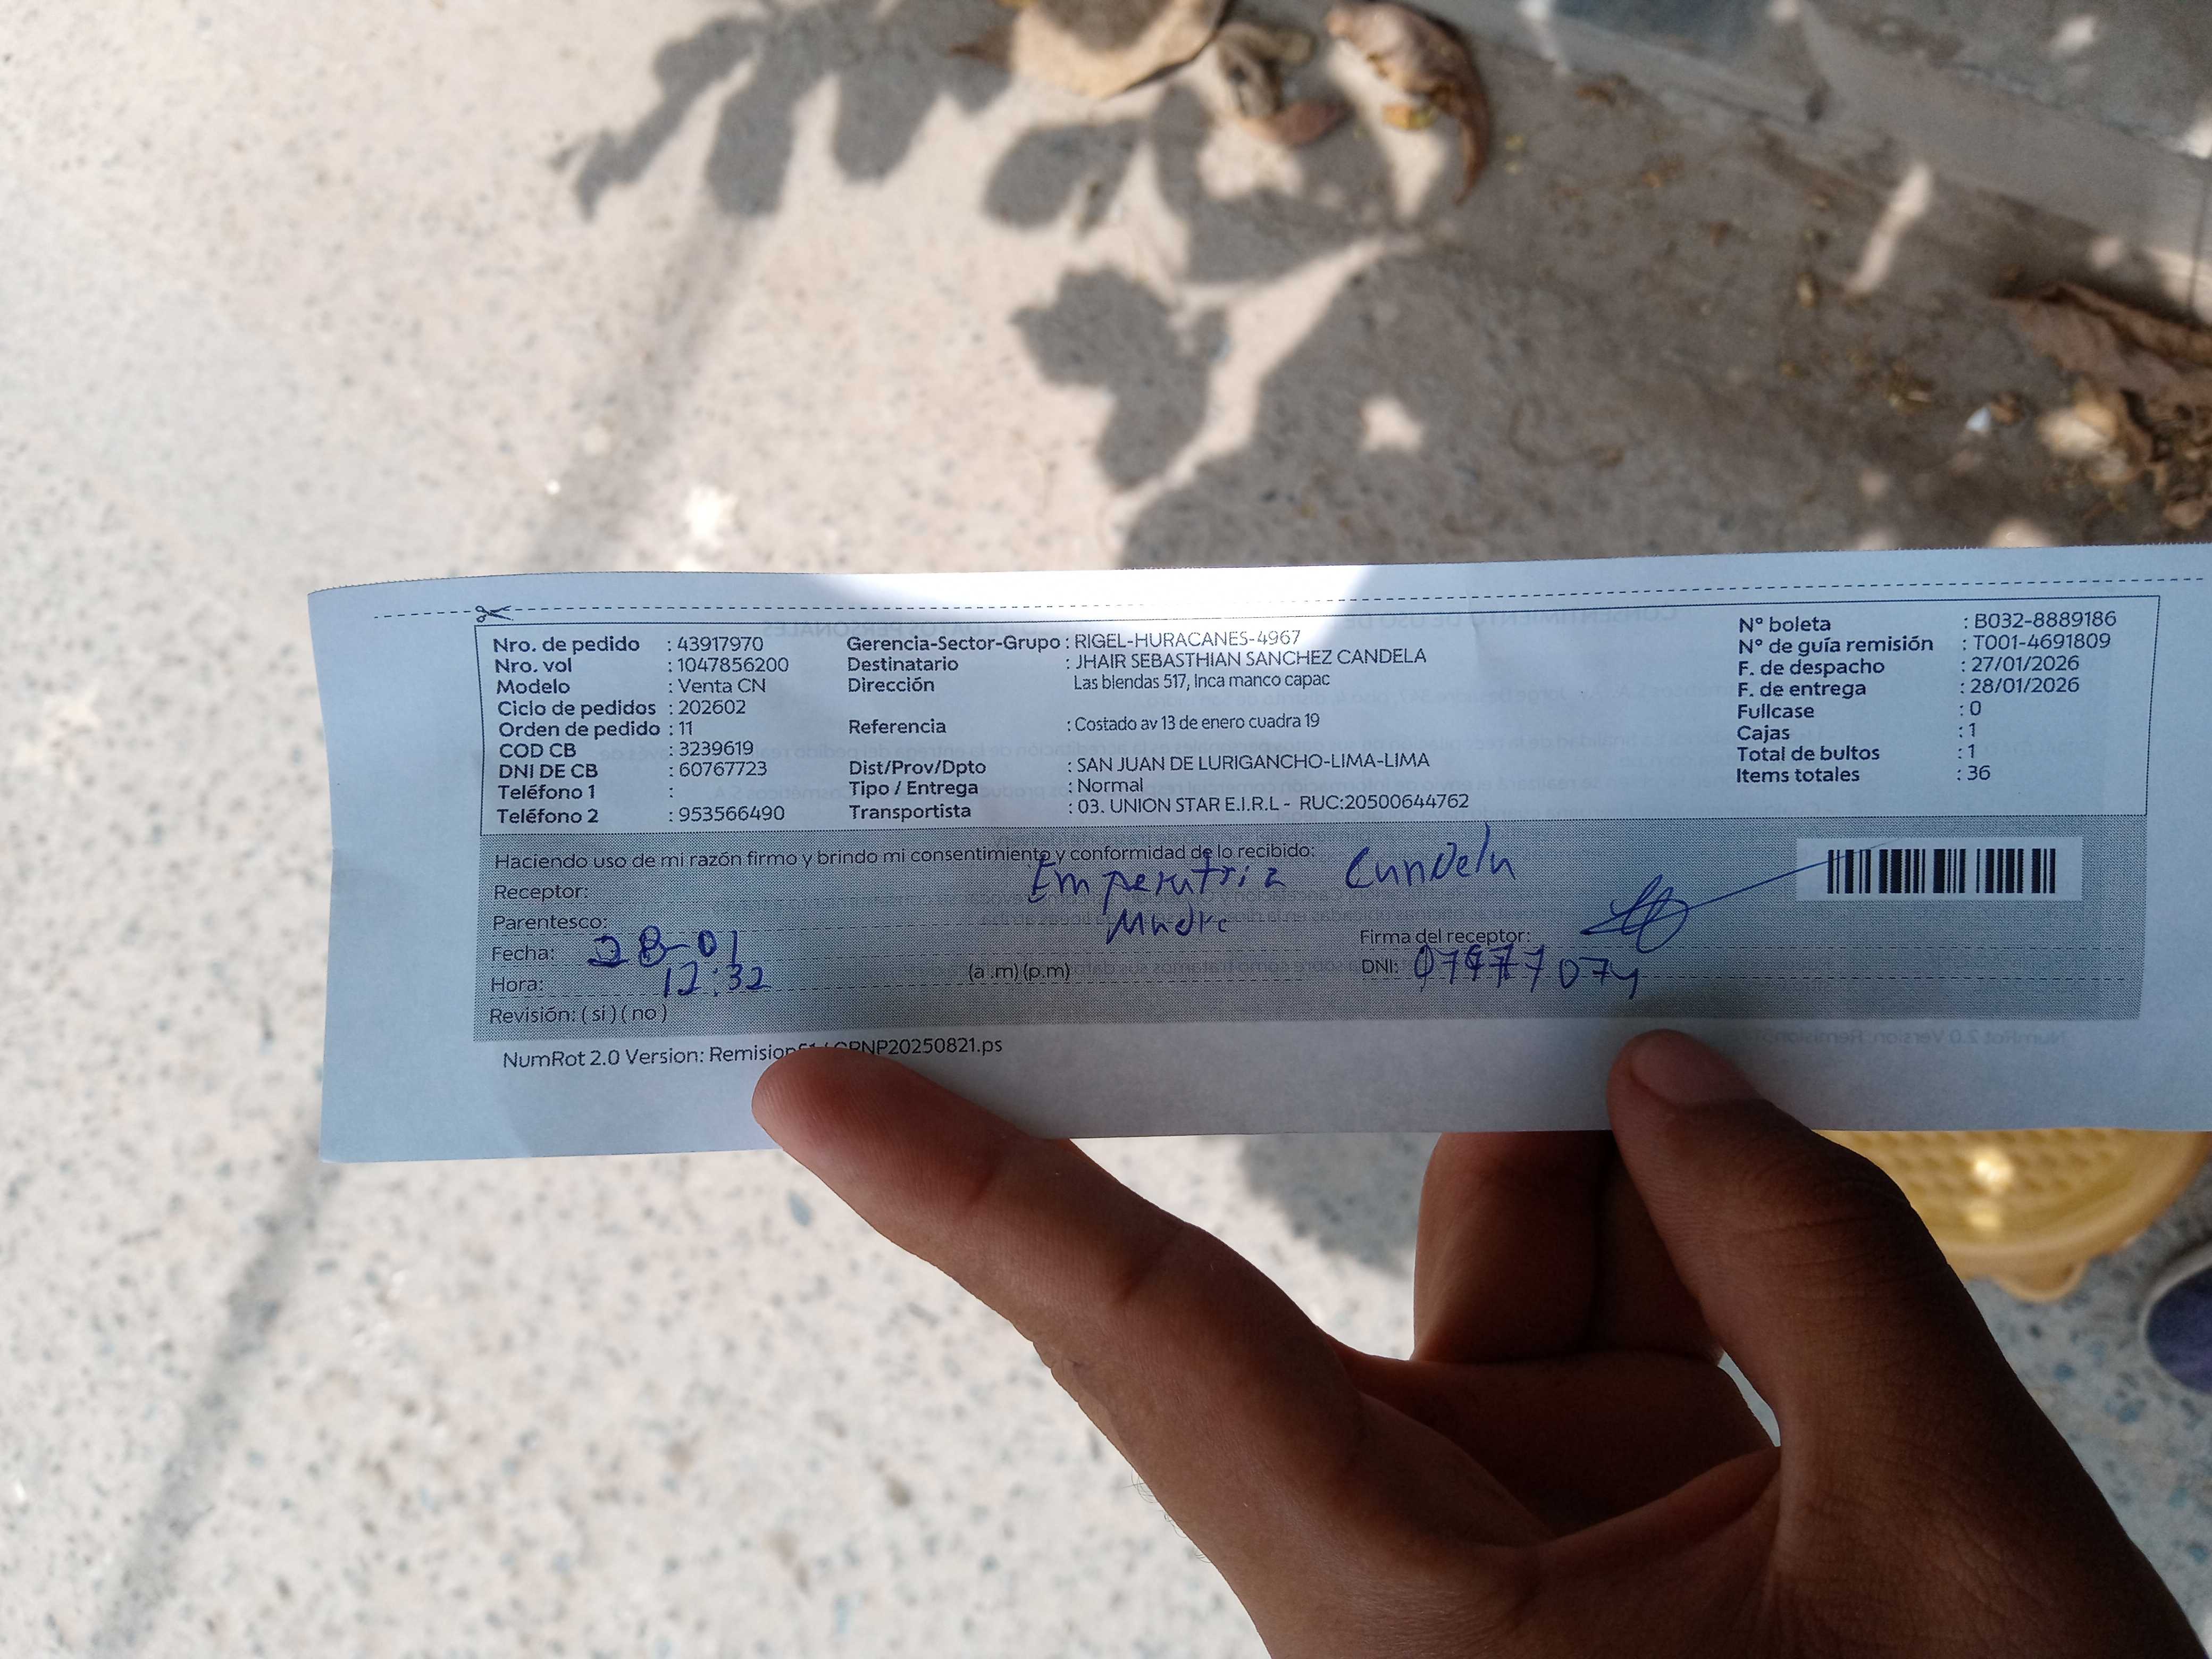 Nro. de pedido : 43917970 Gerencia-Sector-Grupo : RIGEL-HURACANES-4967 N° boleta : B032-8889186
Nro. vol : 1047856200 Destinatario : JHAIR SEBASTHIAN SANCHEZ CANDELA N° de guía remisión : T001-4691809
Modelo : Venta CN Dirección Las blendas 517, Inca manco capac F. de despacho : 27/01/2026
Ciclo de pedidos : 202602 F. de entrega : 28/01/2026
Orden de pedido : 11 Referencia : Costado av 13 de enero cuadra 19 Fullcase : 0
COD CB : 3239619 Cajas : 1
DNI DE CB : 60767723 Dist/Prov/Dpto : SAN JUAN DE LURIGANCHO-LIMA-LIMA Total de bultos : 1
Teléfono 1 : Tipo / Entrega : Normal Items totales : 36
Teléfono 2 : 953566490 Transportista : 03. UNION STAR E.I.R.L - RUC:20500644762
Haciendo uso de mi razón firmo y brindo mi consentimiento y conformidad de lo recibido:
Receptor: Emperatriz Candela
Parentesco: Madre
Fecha: 28-01 Firma del receptor:
Hora: 12:32 (a .m) (p.m) DNI:
Revisión: ( si ) ( no )
NumRot 2.0 Version: 20250821.ps